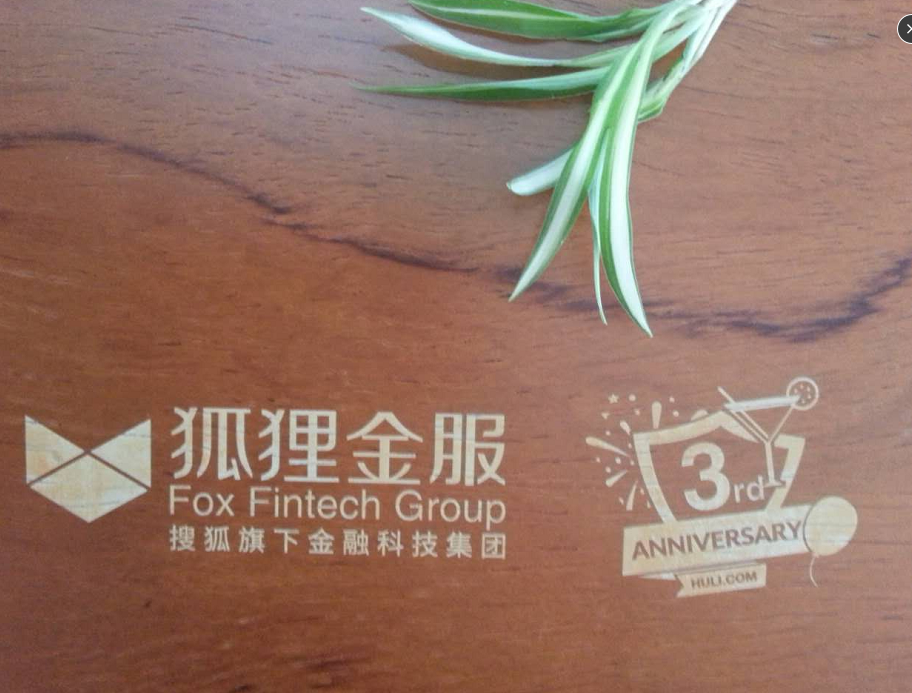 狐狸金服
Fox Fintech Group
搜狐旗下金融科技集团
3rd
ANNIVERSARY
HULI.COM